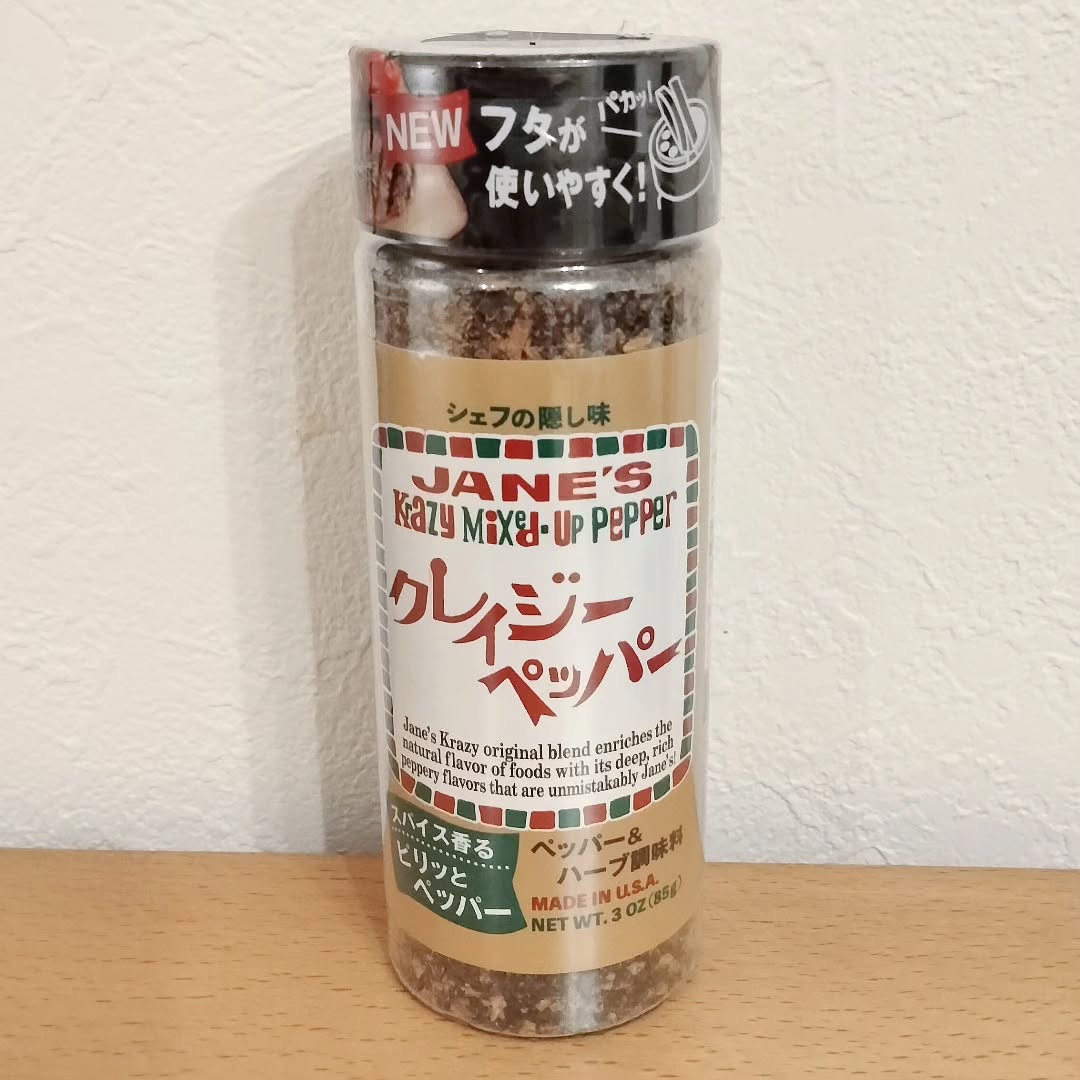 NEW
フタが
パカッ!
使いやすく!
シェフの隠し味
JANE'S
Krazy Mixed-Up Pepper
クレイジー
ペッパー
Jane's Krazy original blend enriches the
natural flavor of foods with its deep, rich
peppery flavors that are unmistakably Jane's!
スパイス香る
ピリッと
ペッパー
ペッパー&
ハーブ調味料
MADE IN U.S.A.
NET WT. 3 OZ (85g)